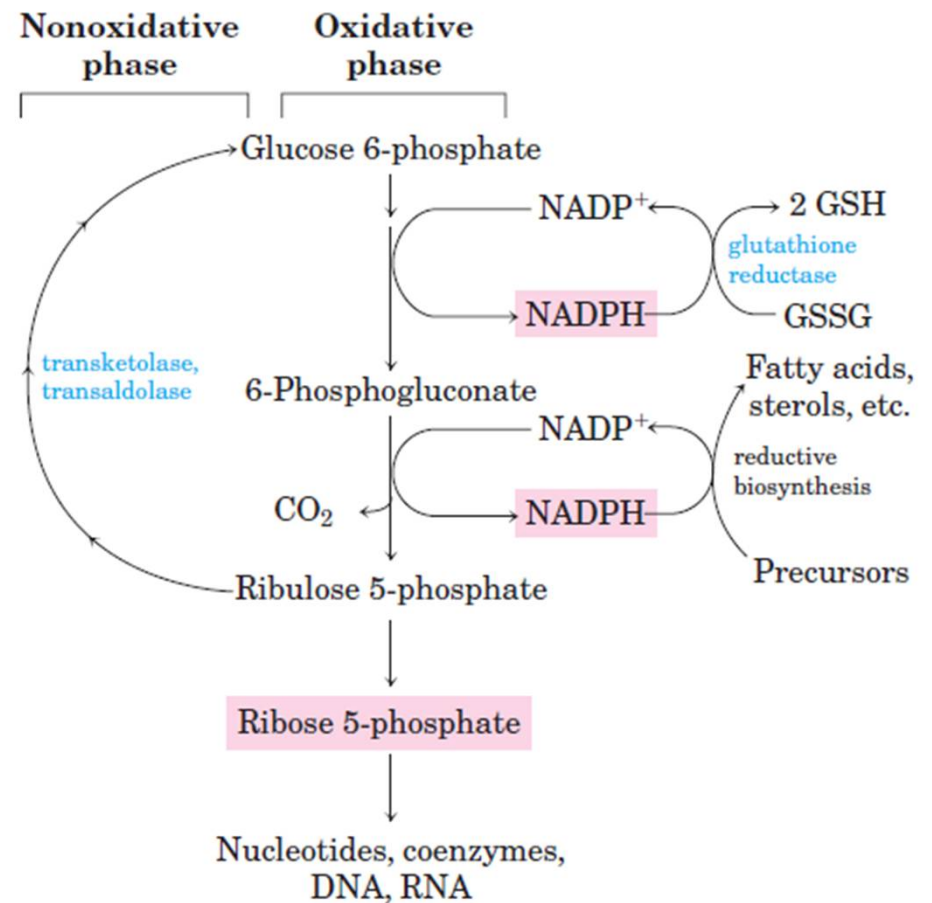 Nonoxidative
phase
Oxidative
phase
Glucose 6-phosphate
NADP+
2 GSH
glutathione
reductase
NADPH
GSSG
transketolase,
transaldolase
6-Phosphogluconate
Fatty acids,
sterols, etc.
NADP+
reductive
biosynthesis
CO2
NADPH
Precursors
Ribulose 5-phosphate
Ribose 5-phosphate
Nucleotides, coenzymes,
DNA, RNA